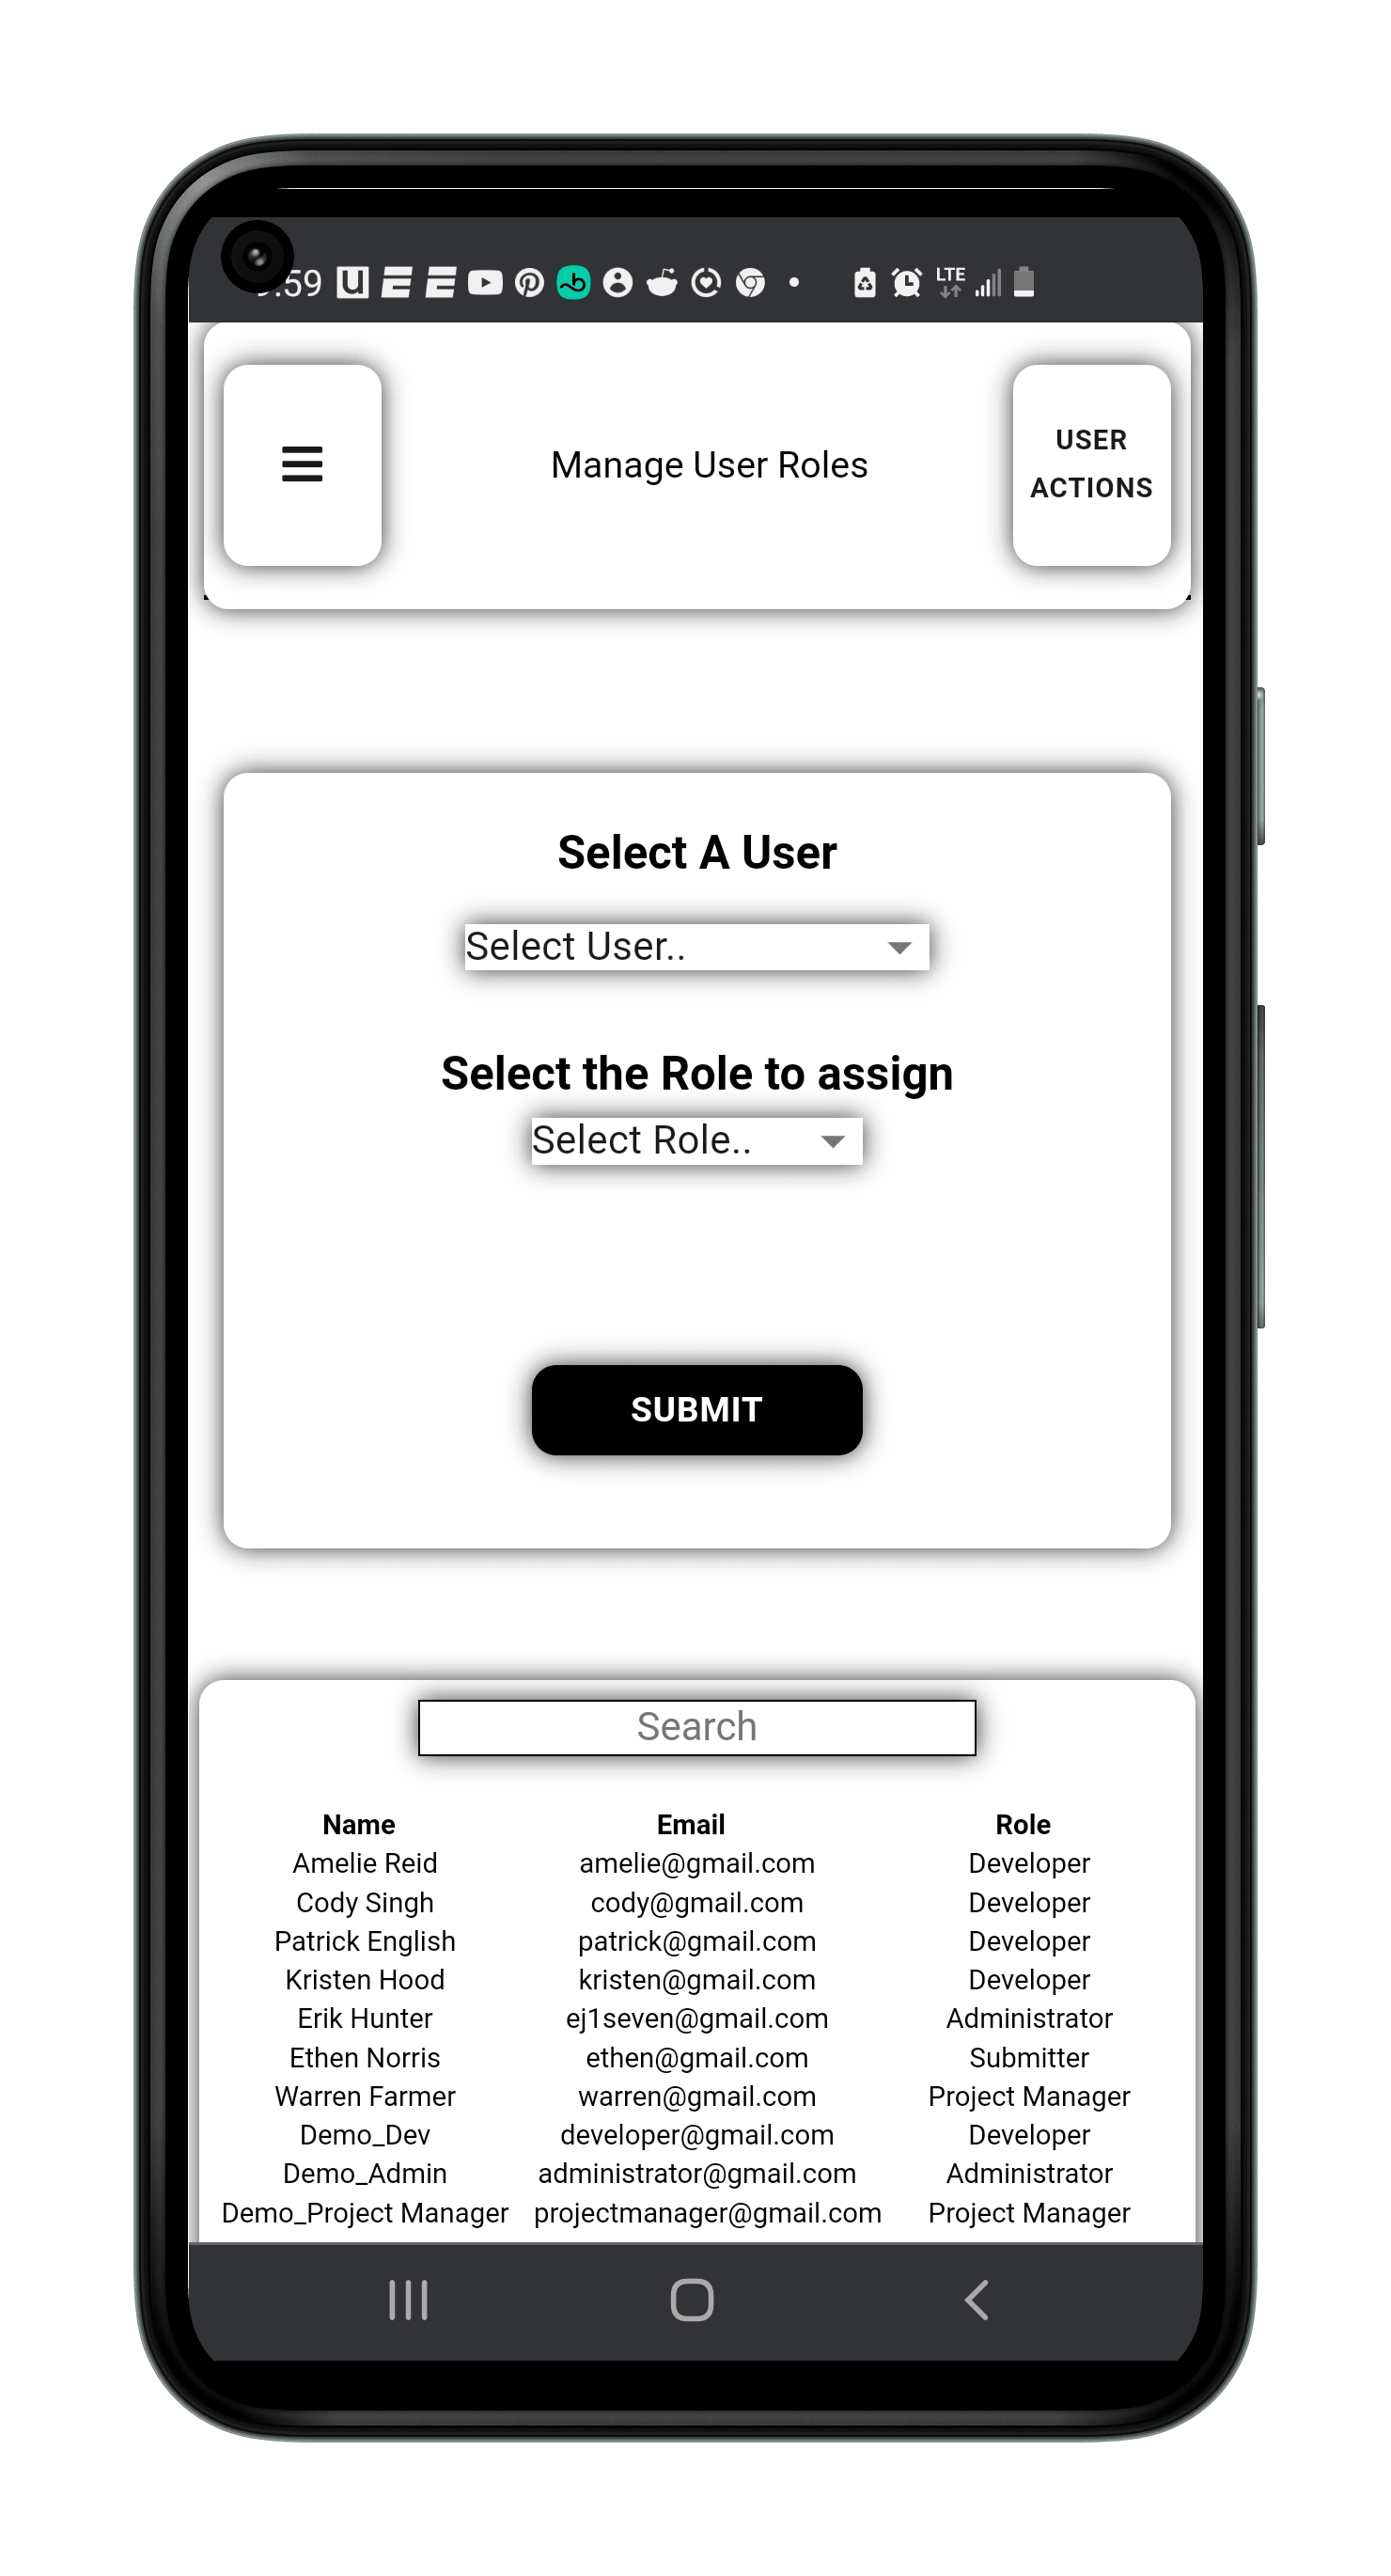 :59 LTE
Manage User Roles
USER
ACTIONS
Select A User
Select User..
Select the Role to assign
Select Role..
SUBMIT
Search
Name Email Role
Amelie Reid amelie@gmail.com Developer
Cody Singh cody@gmail.com Developer
Patrick English patrick@gmail.com Developer
Kristen Hood kristen@gmail.com Developer
Erik Hunter ej1seven@gmail.com Administrator
Ethen Norris ethen@gmail.com Submitter
Warren Farmer warren@gmail.com Project Manager
Demo_Dev developer@gmail.com Developer
Demo_Admin administrator@gmail.com Administrator
Demo_Project Manager projectmanager@gmail.com Project Manager